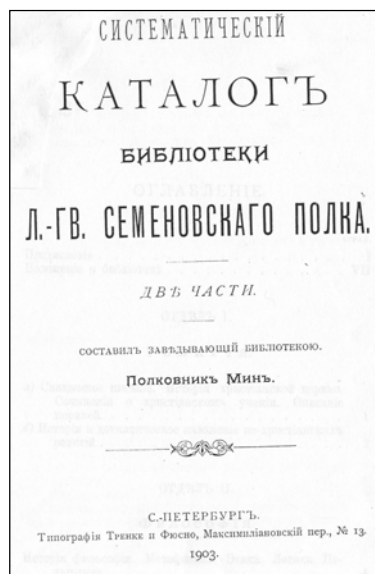 СИСТЕМАТИЧЕСКІЙ
КАТАЛОГЪ
БИБЛІОТЕКИ
Л.-ГВ. СЕМЕНОВСКАГО ПОЛКА.
ДВѢ ЧАСТИ.
СОСТАВИЛЪ ЗАВѢДЫВАЮЩІЙ БИБЛІОТЕКОЮ.
Полковникъ Минъ.
С.-ПЕТЕРБУРГЪ.
Типографія Тренке и Фюсно, Максимиліановскій пер., № 13.
1903.